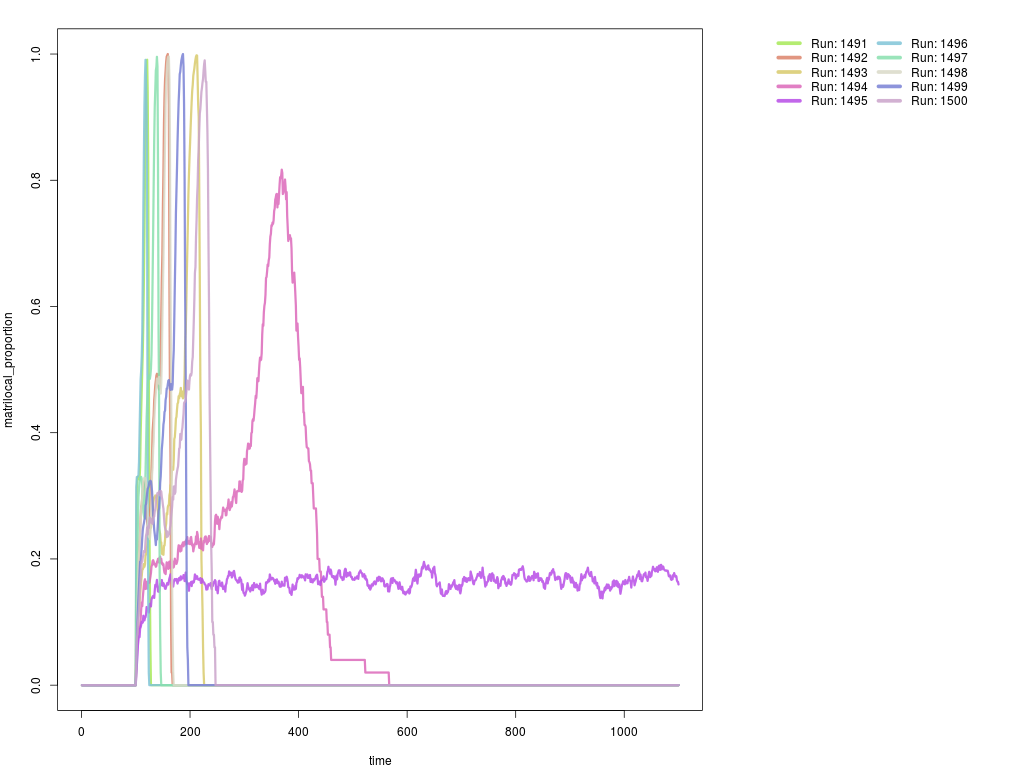 1.0
0.8
0.6
0.4
0.2
0.0
matrilocal_proportion
0 200 400 600 800 1000
time
Run: 1491 Run: 1496
Run: 1492 Run: 1497
Run: 1493 Run: 1498
Run: 1494 Run: 1499
Run: 1495 Run: 1500